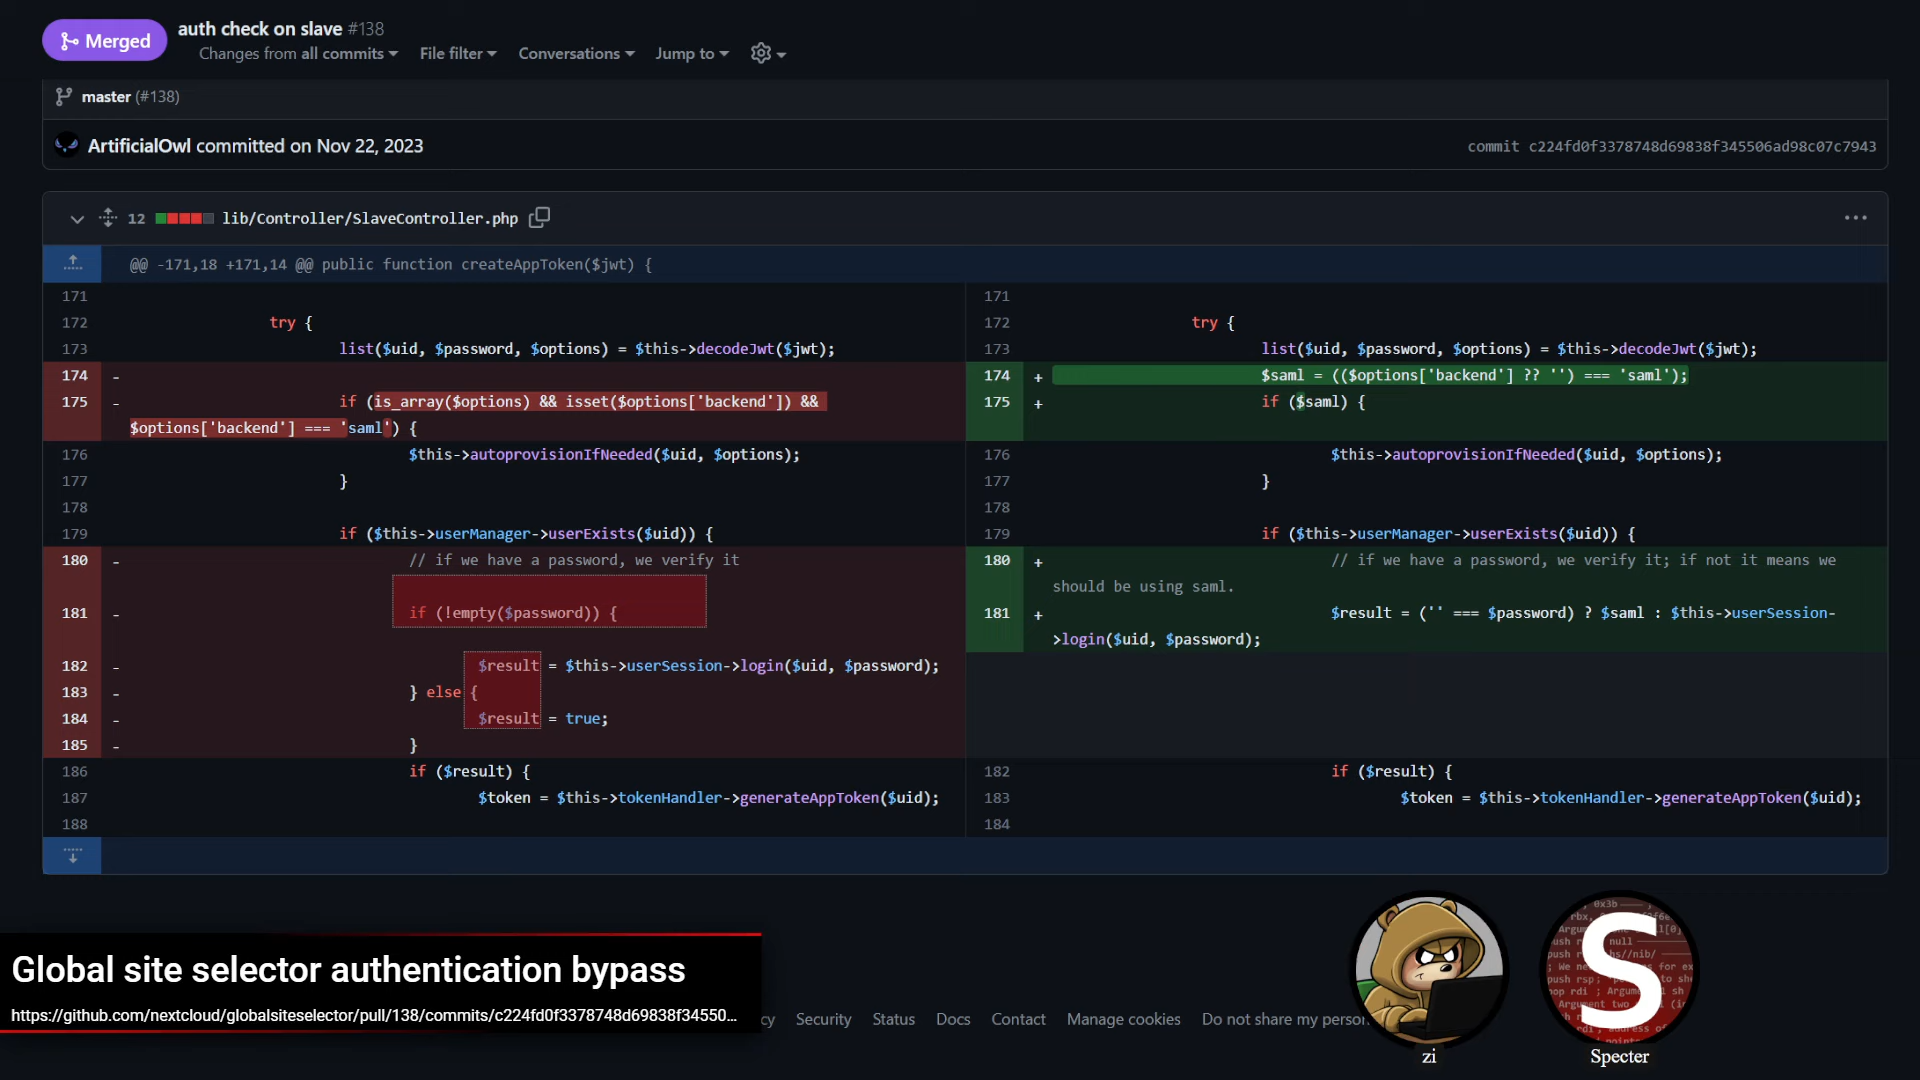 Merged
auth check on slave #138
Changes from all commits File filter Conversations Jump to
master (#138)
ArtificialOwl committed on Nov 22, 2023
commit c224fd0f3378748d69838f345506ad98c07c7943
12 lib/Controller/SlaveController.php
@@ -171,18 +171,14 @@ public function createAppToken($jwt) {
171
172 try {
173 list($uid, $password, $options) = $this->decodeJwt($jwt);
174 -
175 - if (is_array($options) && isset($options['backend']) &&
$options['backend'] === 'saml') {
176 $this->autoprovisionIfNeeded($uid, $options);
177 }
178
179 if ($this->userManager->userExists($uid)) {
180 - // if we have a password, we verify it
181 - if (!empty($password)) {
182 - $result = $this->userSession->login($uid, $password);
183 - } else {
184 - $result = true;
185 - }
186 if ($result) {
187 $token = $this->tokenHandler->generateAppToken($uid);
188
171
172 try {
173 list($uid, $password, $options) = $this->decodeJwt($jwt);
174 + $saml = (($options['backend'] ?? '') === 'saml');
175 + if ($saml) {
176 $this->autoprovisionIfNeeded($uid, $options);
177 }
178
179 if ($this->userManager->userExists($uid)) {
180 + // if we have a password, we verify it; if not it means we
should be using saml.
181 + $result = ('' === $password) ? $saml : $this->userSession-
>login($uid, $password);
182 if ($result) {
183 $token = $this->tokenHandler->generateAppToken($uid);
184
Global site selector authentication bypass
https://github.com/nextcloud/globalsiteselector/pull/138/commits/c224fd0f3378748d69838f34550...
cy Security Status Docs Contact Manage cookies Do not share my person
zi
S
Specter